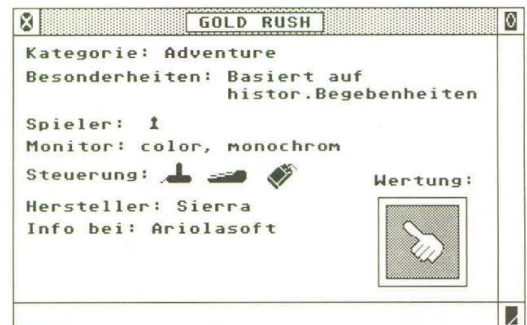 GOLD RUSH
Kategorie: Adventure
Besonderheiten: Basiert auf
histor.Begebenheiten
Spieler: 1
Monitor: color, monochrom
Steuerung:
Wertung:
Hersteller: Sierra
Info bei: Ariolasoft